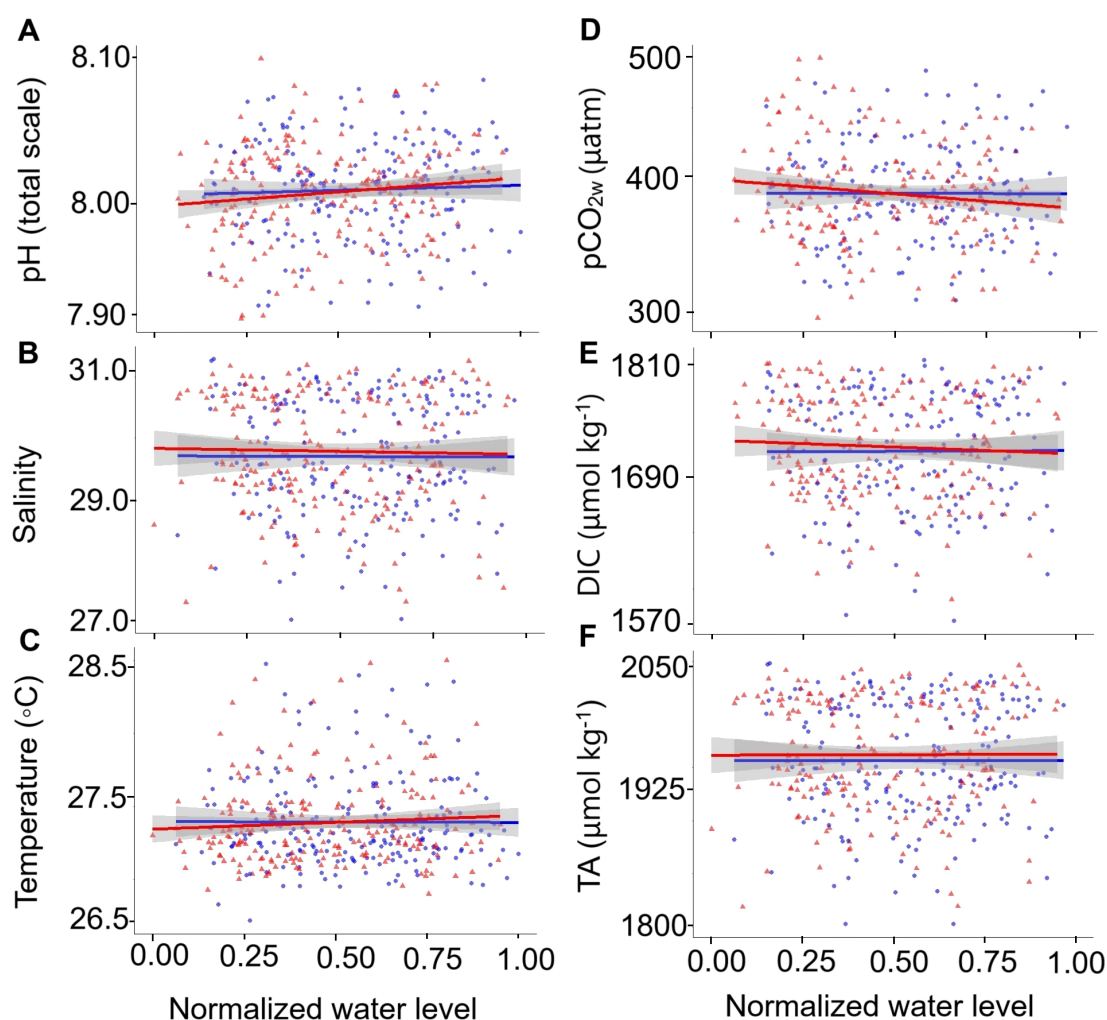 A
8.10
8.00
7.90
pH (total scale)
B
31.0
29.0
27.0
Salinity
C
28.5
27.5
26.5
Temperature (◦C)
0.00 0.25 0.50 0.75 1.00
Normalized water level
D
500
400
300
pCO2w (µatm)
E
1810
1690
1570
DIC (µmol kg-1)
F
2050
1925
1800
TA (µmol kg-1)
0.00 0.25 0.50 0.75 1.00
Normalized water level